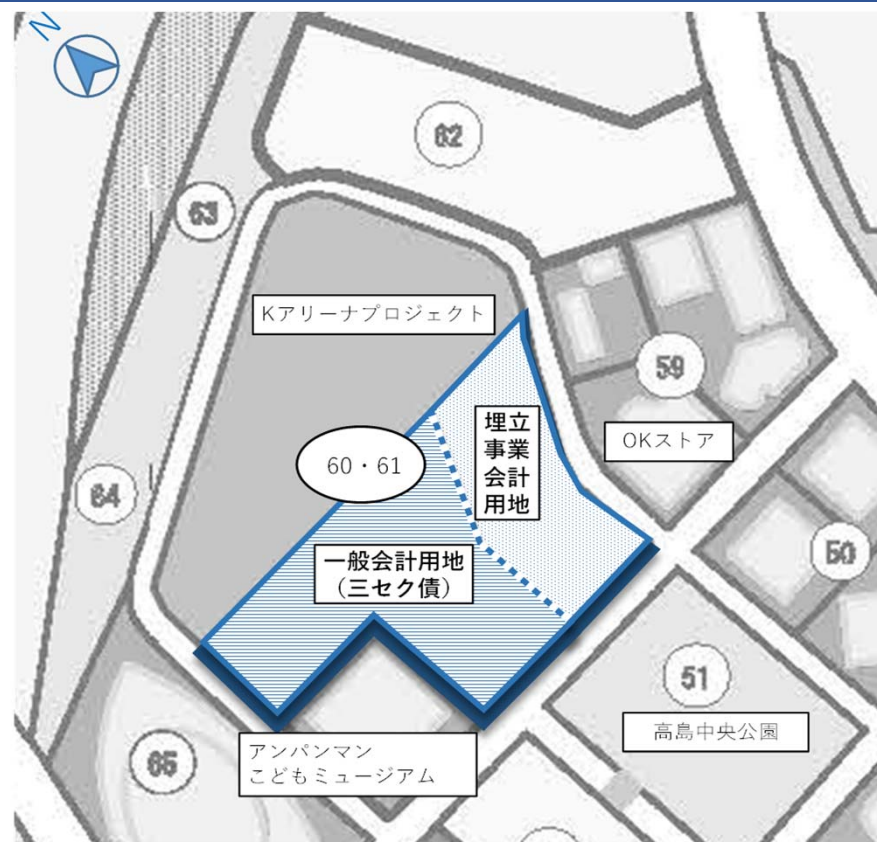 N
62
63
Kアリーナプロジェクト
59
埋立
事業
会計
用地
OKストア
60・61
64
50
一般会計用地
(三セク債)
51
高島中央公園
アンパンマン
こどもミュージアム
65